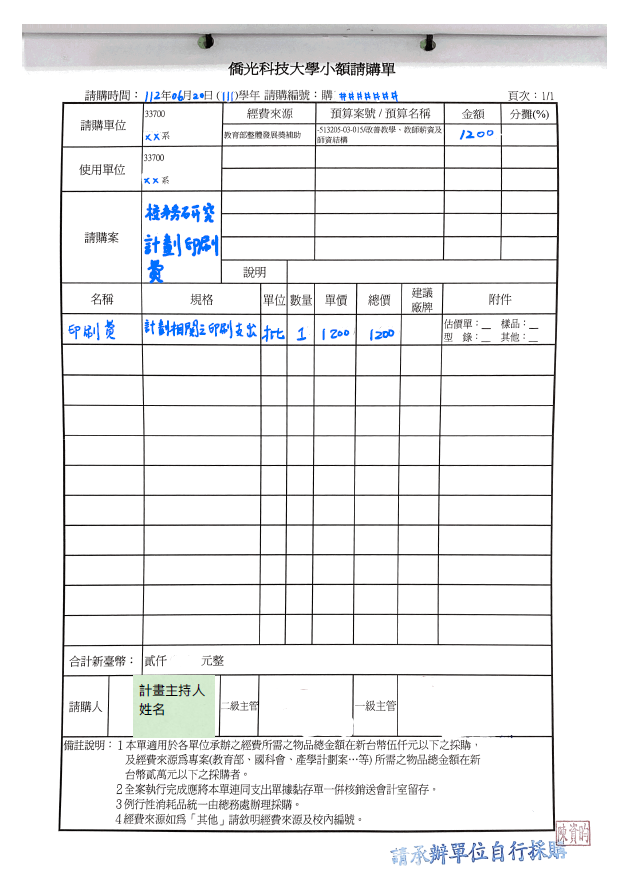 僑光科技大學小額請購單
請購時間：112年06月20日(111)學年 請購編號：購 #######
頁次：1/1
請購單位
33700
xx系
經費來源
預算案號 / 預算名稱
金額
分攤(%)
教育部整體發展獎補助
-513205-03-015/改善教學、教師薪資及
師資結構
1200
使用單位
33700
xx系
請購案
校務研究
計劃印刷
費
說明
名稱
規格
單位
數量
單價
總價
建議
廠牌
附件
印刷費
計劃相關之印刷支出
批
1
1200
1200
估價單：__ 樣品：__
型 錄：__ 其他：__
合計新臺幣：
貳仟 元整
請購人
計畫主持人
姓名
二級主管
一級主管
備註說明：1本單適用於各單位承辦之經費所需之物品總金額在新台幣伍仟元以下之採購，
及經費來源為專案(教育部、國科會、產學計劃案…等) 所需之物品總金額在新
台幣貳萬元以下之採購者。
2全案執行完成應將本單連同支出單據黏存單一併核銷送會計室留存。
3例行性消耗品統一由總務處辦理採購。
4經費來源如為「其他」請敘明經費來源及校內編號。
請承辦單位自行採購